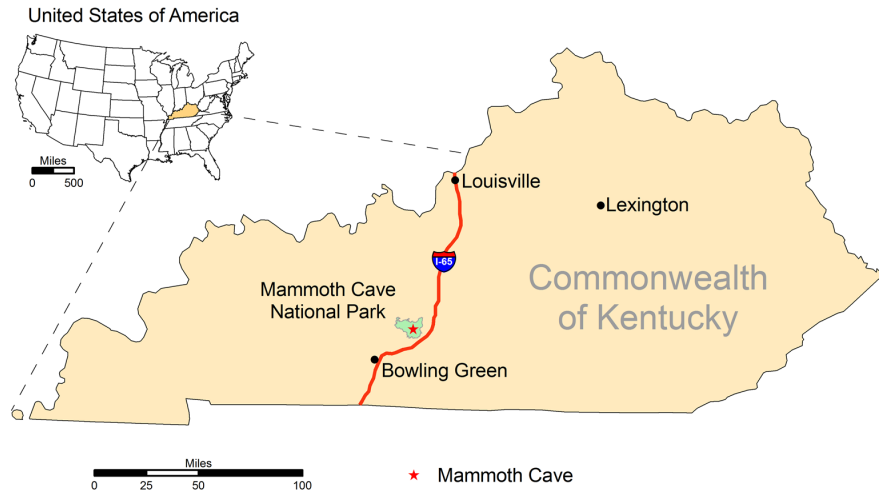 United States of America
Miles
0 500
Louisville
Lexington
I-65
Commonwealth
of Kentucky
Mammoth Cave
National Park
Bowling Green
Miles
0 25 50 100
Mammoth Cave